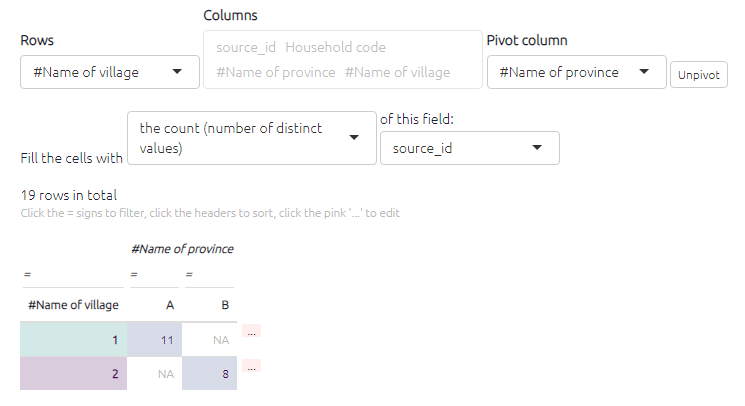 Columns
Rows
source_id Household code
Pivot column
#Name of village
#Name of province #Name of village
#Name of province
Unpivot
Fill the cells with
the count (number of distinct
values)
of this field:
source_id
19 rows in total
Click the = signs to filter, click the headers to sort, click the pink '...' to edit
#Name of province
= = =
#Name of village A B
1 11 NA ...
2 NA 8 ...